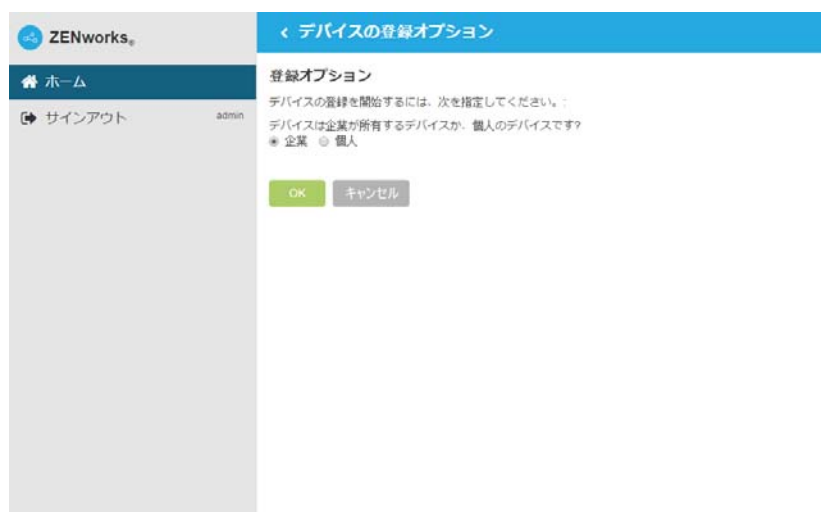 ZENworks®
ホーム
サインアウト admin
デバイスの登録オプション
登録オプション
デバイスの登録を開始するには、次を指定してください。:
デバイスは企業が所有するデバイスか、個人のデバイスです?
企業 個人
OK キャンセル